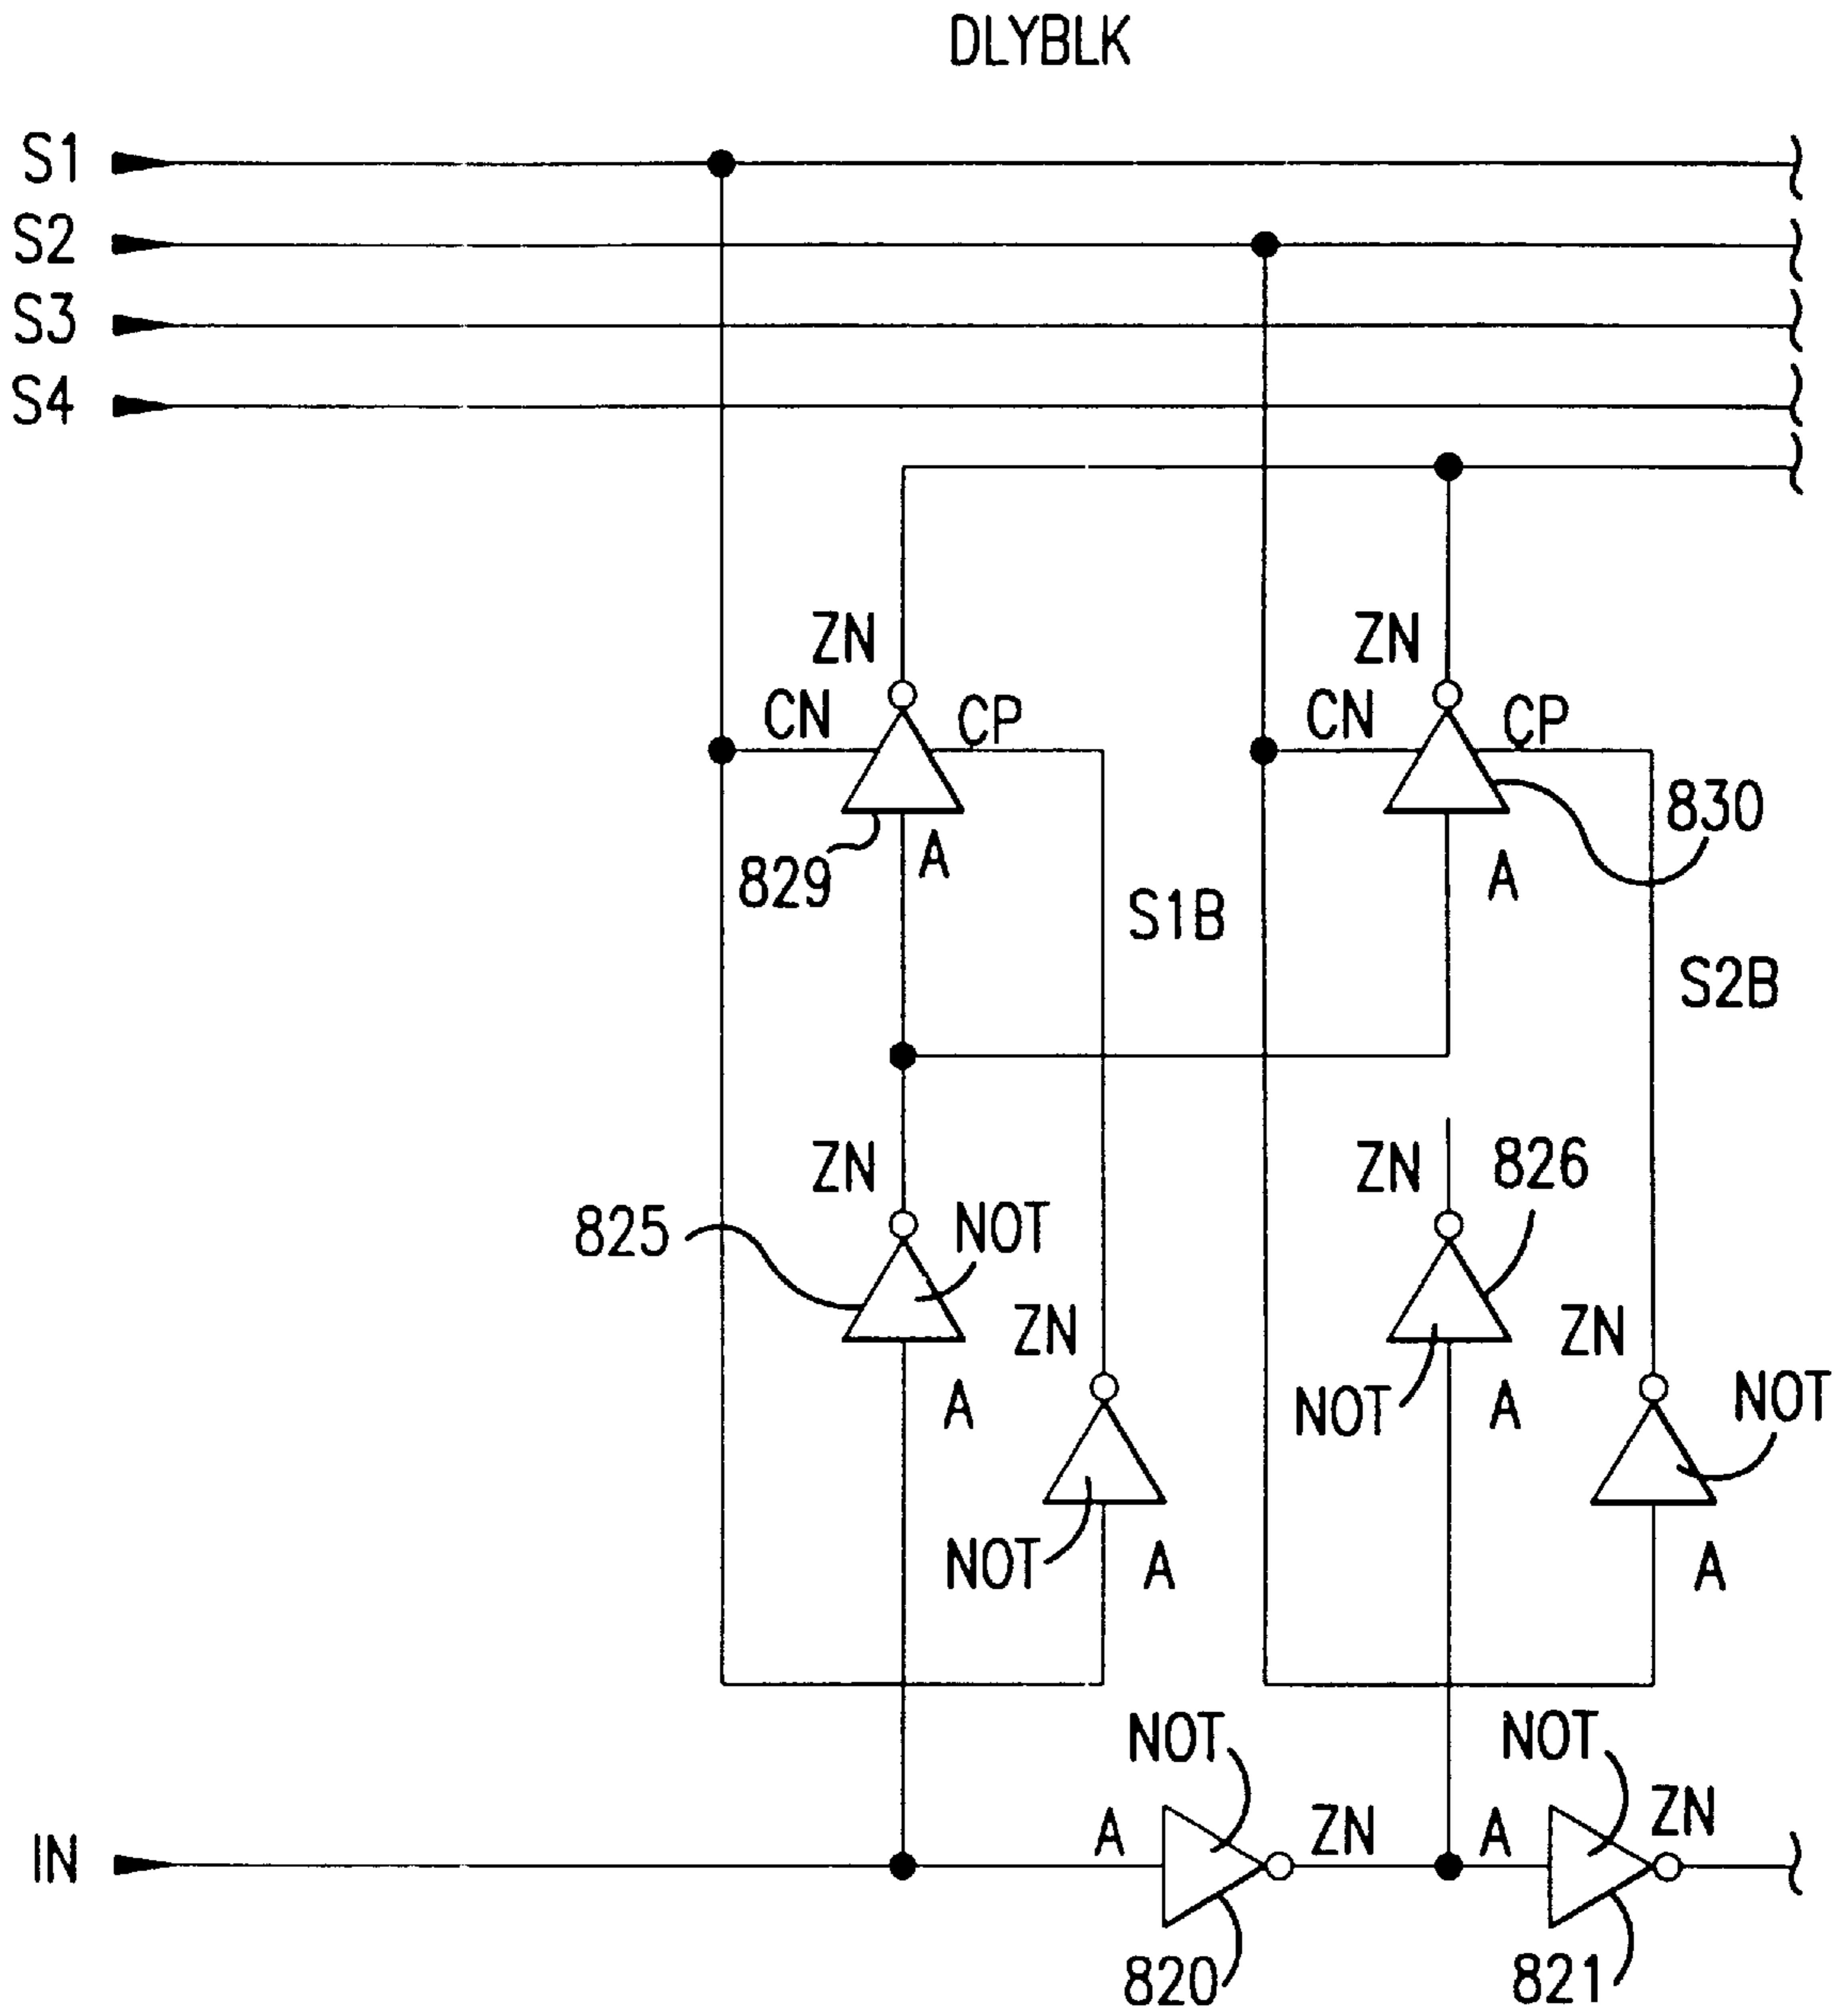 DLYBLK
S1
S2
S3
S4
ZN
ZN
CN
CP
CN
CP
830
829
A
A
S1B
S2B
ZN
ZN
826
825
NOT
ZN
ZN
A
NOT
A
NOT
NOT
A
A
NOT
NOT
IN
A
ZN
A
ZN
820
821